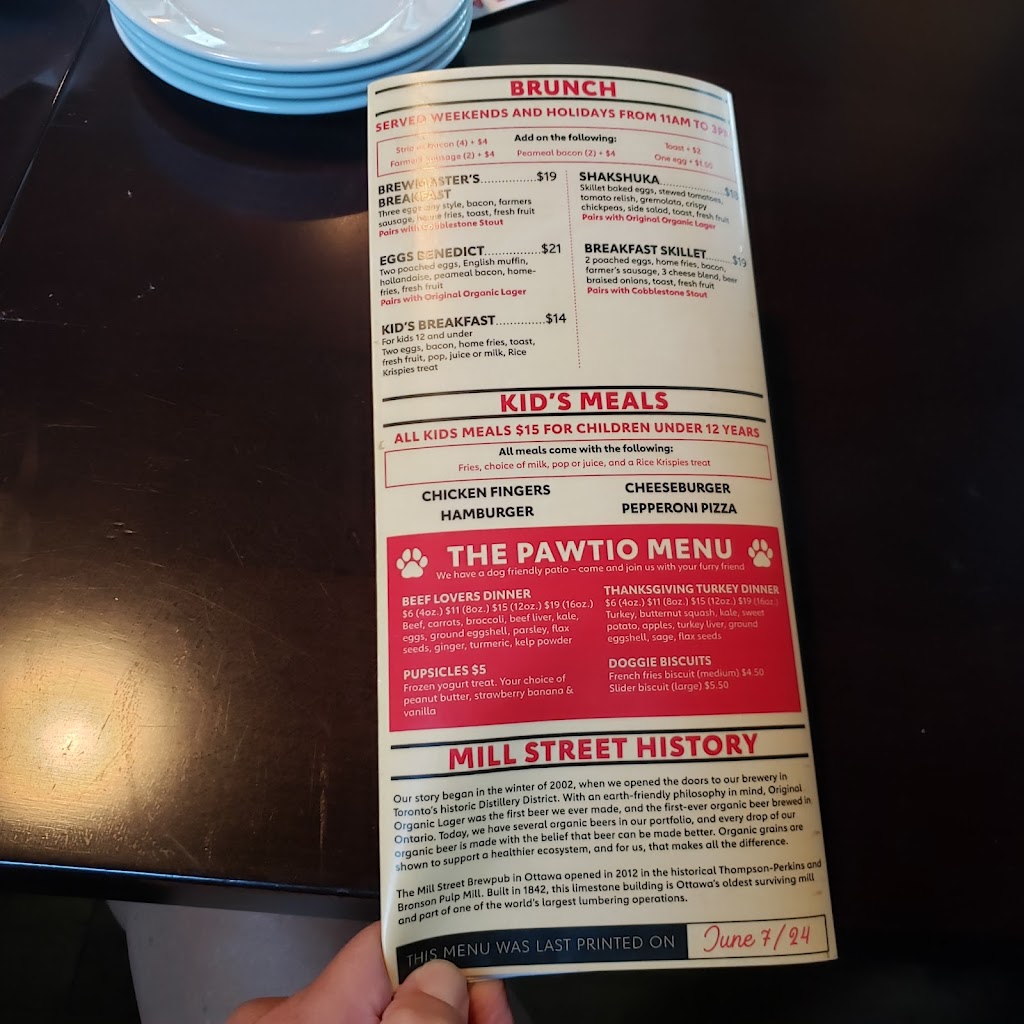 BRUNCH
SERVED WEEKENDS AND HOLIDAYS FROM 11AM TO 3PM
Add on the following:
Strip bacon (4) + $4
Peameal bacon (2) + $4
Toast + $2
Farmer's sausage (2) + $4
One egg + $1.50
BREWMASTER'S BREAKFAST..............$19
Three eggs any style, bacon, farmers
sausage, home fries, toast, fresh fruit
Pairs with Cobblestone Stout
EGGS BENEDICT..............$21
Two poached eggs, English muffin,
hollandaise, peameal bacon, home-
fries, fresh fruit
Pairs with Original Organic Lager
KID'S BREAKFAST.............$14
For kids 12 and under
Two eggs, bacon, home fries, toast,
fresh fruit, pop, juice or milk, Rice
Krispies treat
SHAKSHUKA
Skillet baked eggs, stewed tomatoes,
tomato relish, gremolata, crispy
chickpeas, side salad, toast, fresh fruit
Pairs with Original Organic Lager
BREAKFAST SKILLET........$19
2 poached eggs, home fries, bacon,
farmer's sausage, 3 cheese blend, beer
braised onions, toast, fresh fruit
Pairs with Cobblestone Stout
KID'S MEALS
ALL KIDS MEALS $15 FOR CHILDREN UNDER 12 YEARS
All meals come with the following:
Fries, choice of milk, pop or juice, and a Rice Krispies treat
CHICKEN FINGERS
CHEESEBURGER
HAMBURGER
PEPPERONI PIZZA
THE PAWTIO MENU
We have a dog friendly patio – come and join us with your furry friend
BEEF LOVERS DINNER
$6 (4oz.) $11 (8oz.) $15 (12oz.) $19 (16oz.)
Beef, carrots, broccoli, beef liver, kale,
eggs, ground eggshell, parsley, flax
seeds, ginger, turmeric, kelp powder
THANKSGIVING TURKEY DINNER
$6 (4oz.) $11 (8oz.) $15 (12oz.) $19 (16oz.)
Turkey, butternut squash, kale, sweet
potato, apples, turkey liver, ground
eggshell, sage, flax seeds
PUPSICLES $5
Frozen yogurt treat. Your choice of
peanut butter, strawberry banana &
vanilla
DOGGIE BISCUITS
French fries biscuit (medium) $4.50
Slider biscuit (large) $5.50
MILL STREET HISTORY
Our story began in the winter of 2002, when we opened the doors to our brewery in
Toronto's historic Distillery District. With an earth-friendly philosophy in mind, Original
Organic Lager was the first beer we ever made, and the first-ever organic beer brewed in
Ontario. Today, we have several organic beers in our portfolio, and every drop of our
organic beer is made with the belief that beer can be made better. Organic grains are
shown to support a healthier ecosystem, and for us, that makes all the difference.
The Mill Street Brewpub in Ottawa opened in 2012 in the historical Thompson-Perkins and
Bronson Pulp Mill. Built in 1842, this limestone building is Ottawa's oldest surviving mill
and part of one of the world's largest lumbering operations.
THIS MENU WAS LAST PRINTED ON
June 7/24